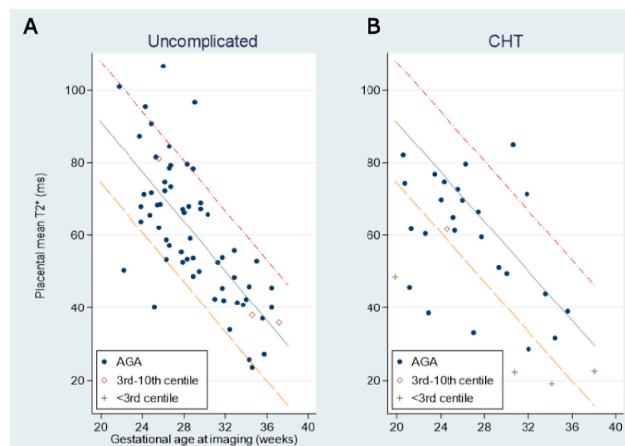 A
B
Uncomplicated
CHT
Placental mean T2* (ms)
100
80
60
40
20
100
80
60
40
20
AGA
3rd-10th centile
<3rd centile
AGA
3rd-10th centile
<3rd centile
20 24 28 32 36 40
20 24 28 32 36 40
Gestational age at imaging (weeks)